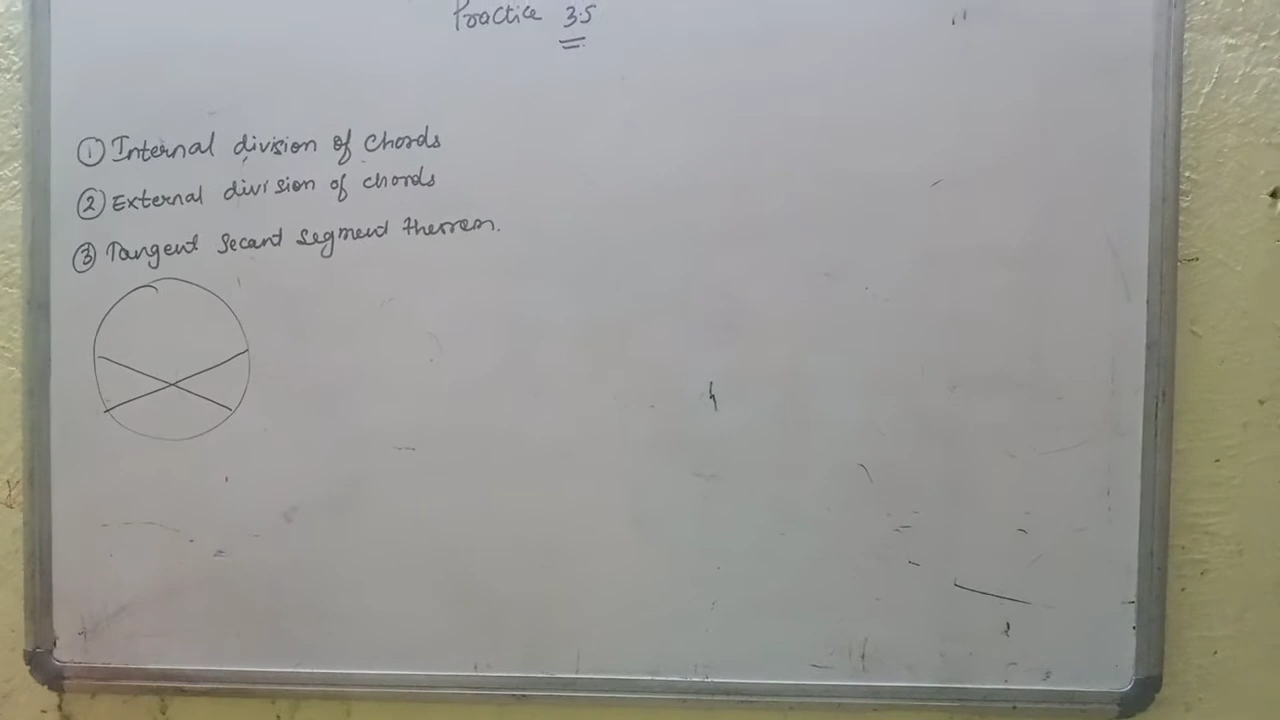 Practice 3.5
① Internal division of chords
② External division of chords
③ Tangent secant segment theorem.